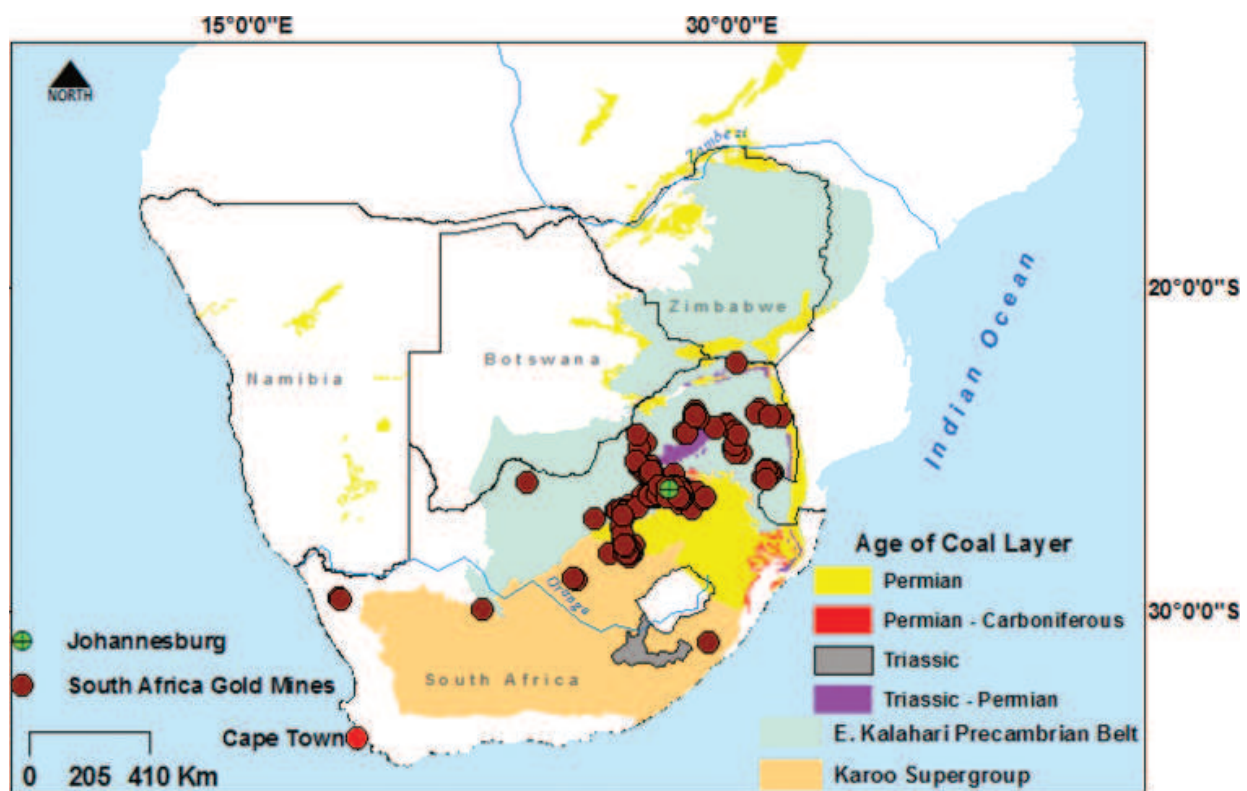 15°0'0"E 30°0'0"E
NORTH
Zambezi
20°0'0"S
Zimbabwe
Indian Ocean
Botswana
Namibia
Age of Coal Layer
Permian
Orange
30°0'0"S
Permian - Carboniferous
Johannesburg
Triassic
South Africa Gold Mines
South Africa
Triassic - Permian
Cape Town
E. Kalahari Precambrian Belt
0 205 410 Km
Karoo Supergroup